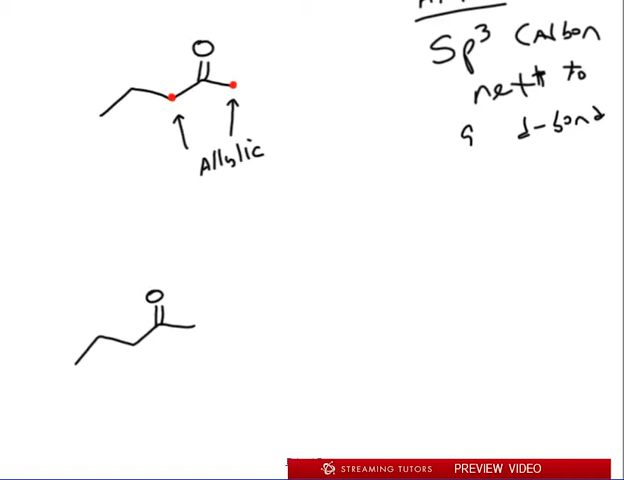 O
Sp³ Carbon
next to
a d-bond
Allylic
O
STREAMING TUTORS PREVIEW VIDEO